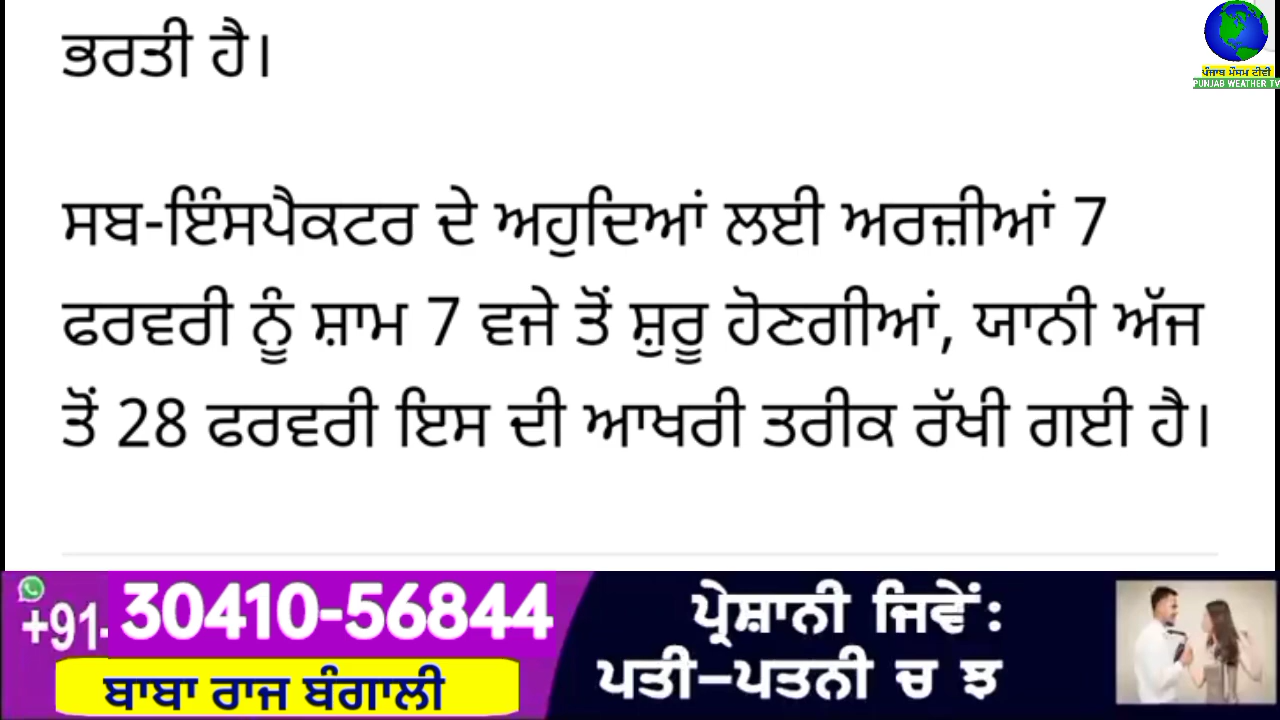 ਭਰਤੀ ਹੈ।
ਪੰਜਾਬ ਮੌਸਮ ਟੀਵੀ
PUNJAB WEATHER TV
ਸਬ-ਇੰਸਪੈਕਟਰ ਦੇ ਅਹੁਦਿਆਂ ਲਈ ਅਰਜ਼ੀਆਂ 7
ਫਰਵਰੀ ਨੂੰ ਸ਼ਾਮ 7 ਵਜੇ ਤੋਂ ਸ਼ੁਰੂ ਹੋਣਗੀਆਂ, ਯਾਨੀ ਅੱਜ
ਤੋਂ 28 ਫਰਵਰੀ ਇਸ ਦੀ ਆਖਰੀ ਤਰੀਕ ਰੱਖੀ ਗਈ ਹੈ।
+91-30410-56844
ਬਾਬਾ ਰਾਜ ਬੰਗਾਲੀ
ਪ੍ਰੇਸ਼ਾਨੀ ਜਿਵੇਂ:
ਪਤੀ-ਪਤਨੀ ਚ ਝ